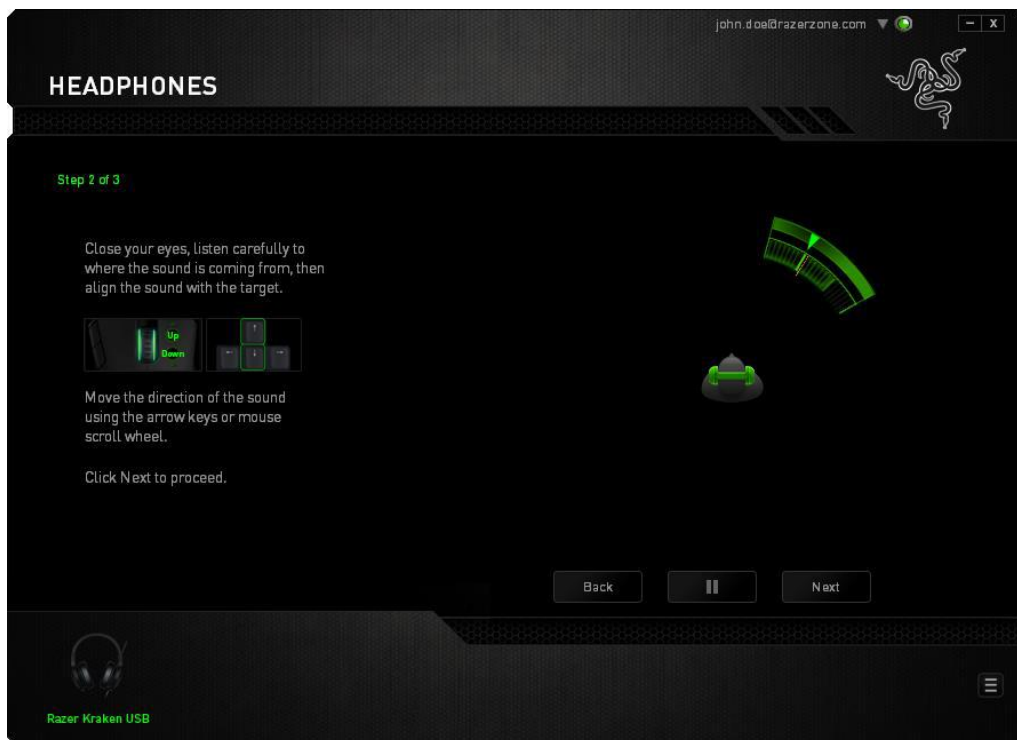 john.doe@razerzone.com
– X
HEADPHONES
Step 2 of 3
Close your eyes, listen carefully to
where the sound is coming from, then
align the sound with the target.
Up
Down
Move the direction of the sound
using the arrow keys or mouse
scroll wheel.
Click Next to proceed.
Back
Next
Razer Kraken USB